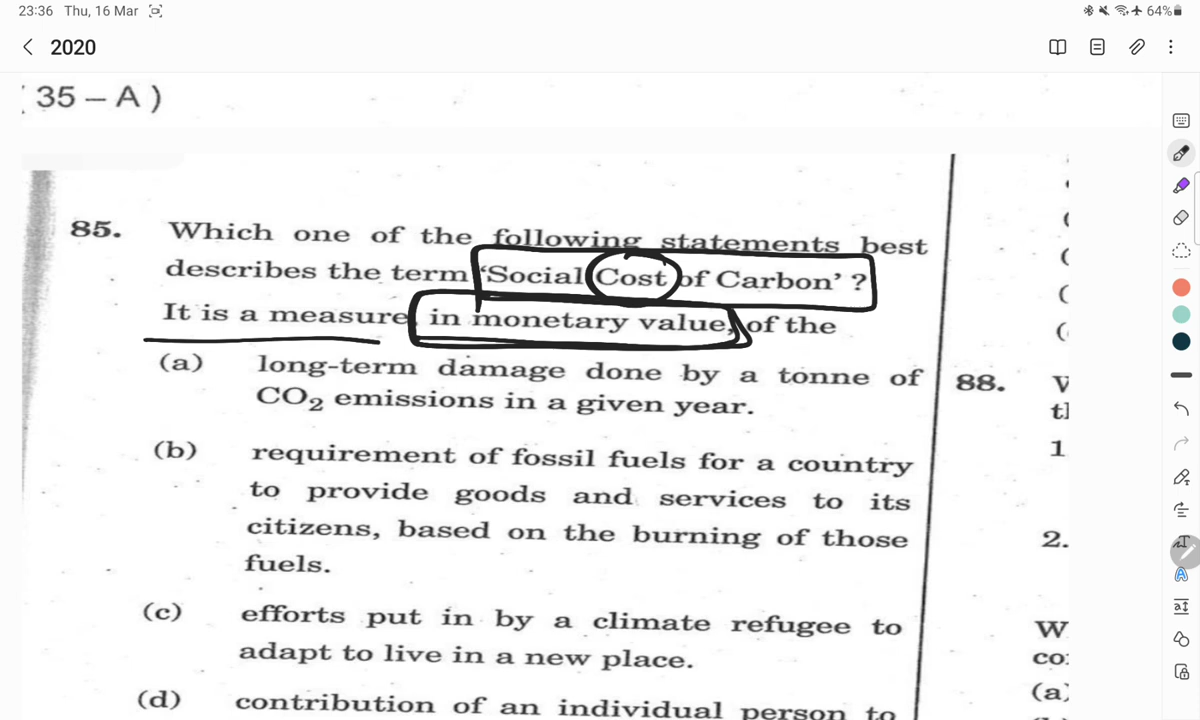 23:36 Thu, 16 Mar
64%
2020
35 – A )
85. Which one of the following statements best
describes the term 'Social Cost of Carbon' ?
It is a measure, in monetary value, of the
(a) long-term damage done by a tonne of
CO₂ emissions in a given year.
(b) requirement of fossil fuels for a country
to provide goods and services to its
citizens, based on the burning of those
fuels.
(c) efforts put in by a climate refugee to
adapt to live in a new place.
(d) contribution of an individual person to
88.
1
2.
W
(a)